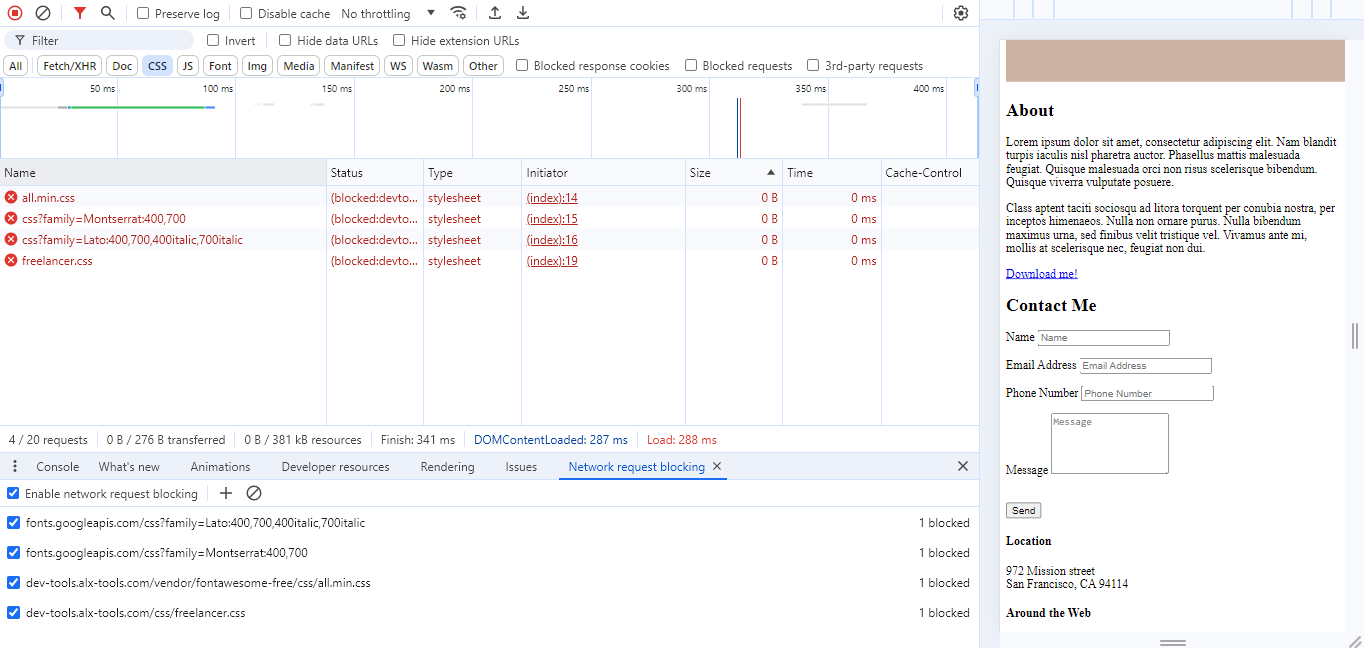 Preserve log Disable cache No throttling
Filter Invert Hide data URLs Hide extension URLs
All Fetch/XHR Doc CSS JS Font Img Media Manifest WS Wasm Other Blocked response cookies Blocked requests 3rd-party requests
50 ms 100 ms 150 ms 200 ms 250 ms 300 ms 350 ms 400 ms
Name Status Type Initiator Size Time Cache-Control
all.min.css (blocked:devto... stylesheet (index):14 0 B 0 ms
css?family=Montserrat:400,700 (blocked:devto... stylesheet (index):15 0 B 0 ms
css?family=Lato:400,700,400italic,700italic (blocked:devto... stylesheet (index):16 0 B 0 ms
freelancer.css (blocked:devto... stylesheet (index):19 0 B 0 ms
4 / 20 requests 0 B / 276 B transferred 0 B / 381 kB resources Finish: 341 ms DOMContentLoaded: 287 ms Load: 288 ms
Console What's new Animations Developer resources Rendering Issues Network request blocking
Enable network request blocking
fonts.googleapis.com/css?family=Lato:400,700,400italic,700italic 1 blocked
fonts.googleapis.com/css?family=Montserrat:400,700 1 blocked
dev-tools.alx-tools.com/vendor/fontawesome-free/css/all.min.css 1 blocked
dev-tools.alx-tools.com/css/freelancer.css 1 blocked
About
Lorem ipsum dolor sit amet, consectetur adipiscing elit. Nam blandit
turpis iaculis nisl pharetra auctor. Phasellus mattis malesuada
feugiat. Quisque malesuada orci non risus scelerisque bibendum.
Quisque viverra vulputate posuere.
Class aptent taciti sociosqu ad litora torquent per conubia nostra, per
inceptos himenaeos. Nulla non ornare purus. Nulla bibendum
maximus urna, sed finibus velit tristique vel. Vivamus ante mi,
mollis at scelerisque nec, feugiat non dui.
Download me!
Contact Me
Name Name
Email Address Email Address
Phone Number Phone Number
Message
Message
Send
Location
972 Mission street
San Francisco, CA 94114
Around the Web